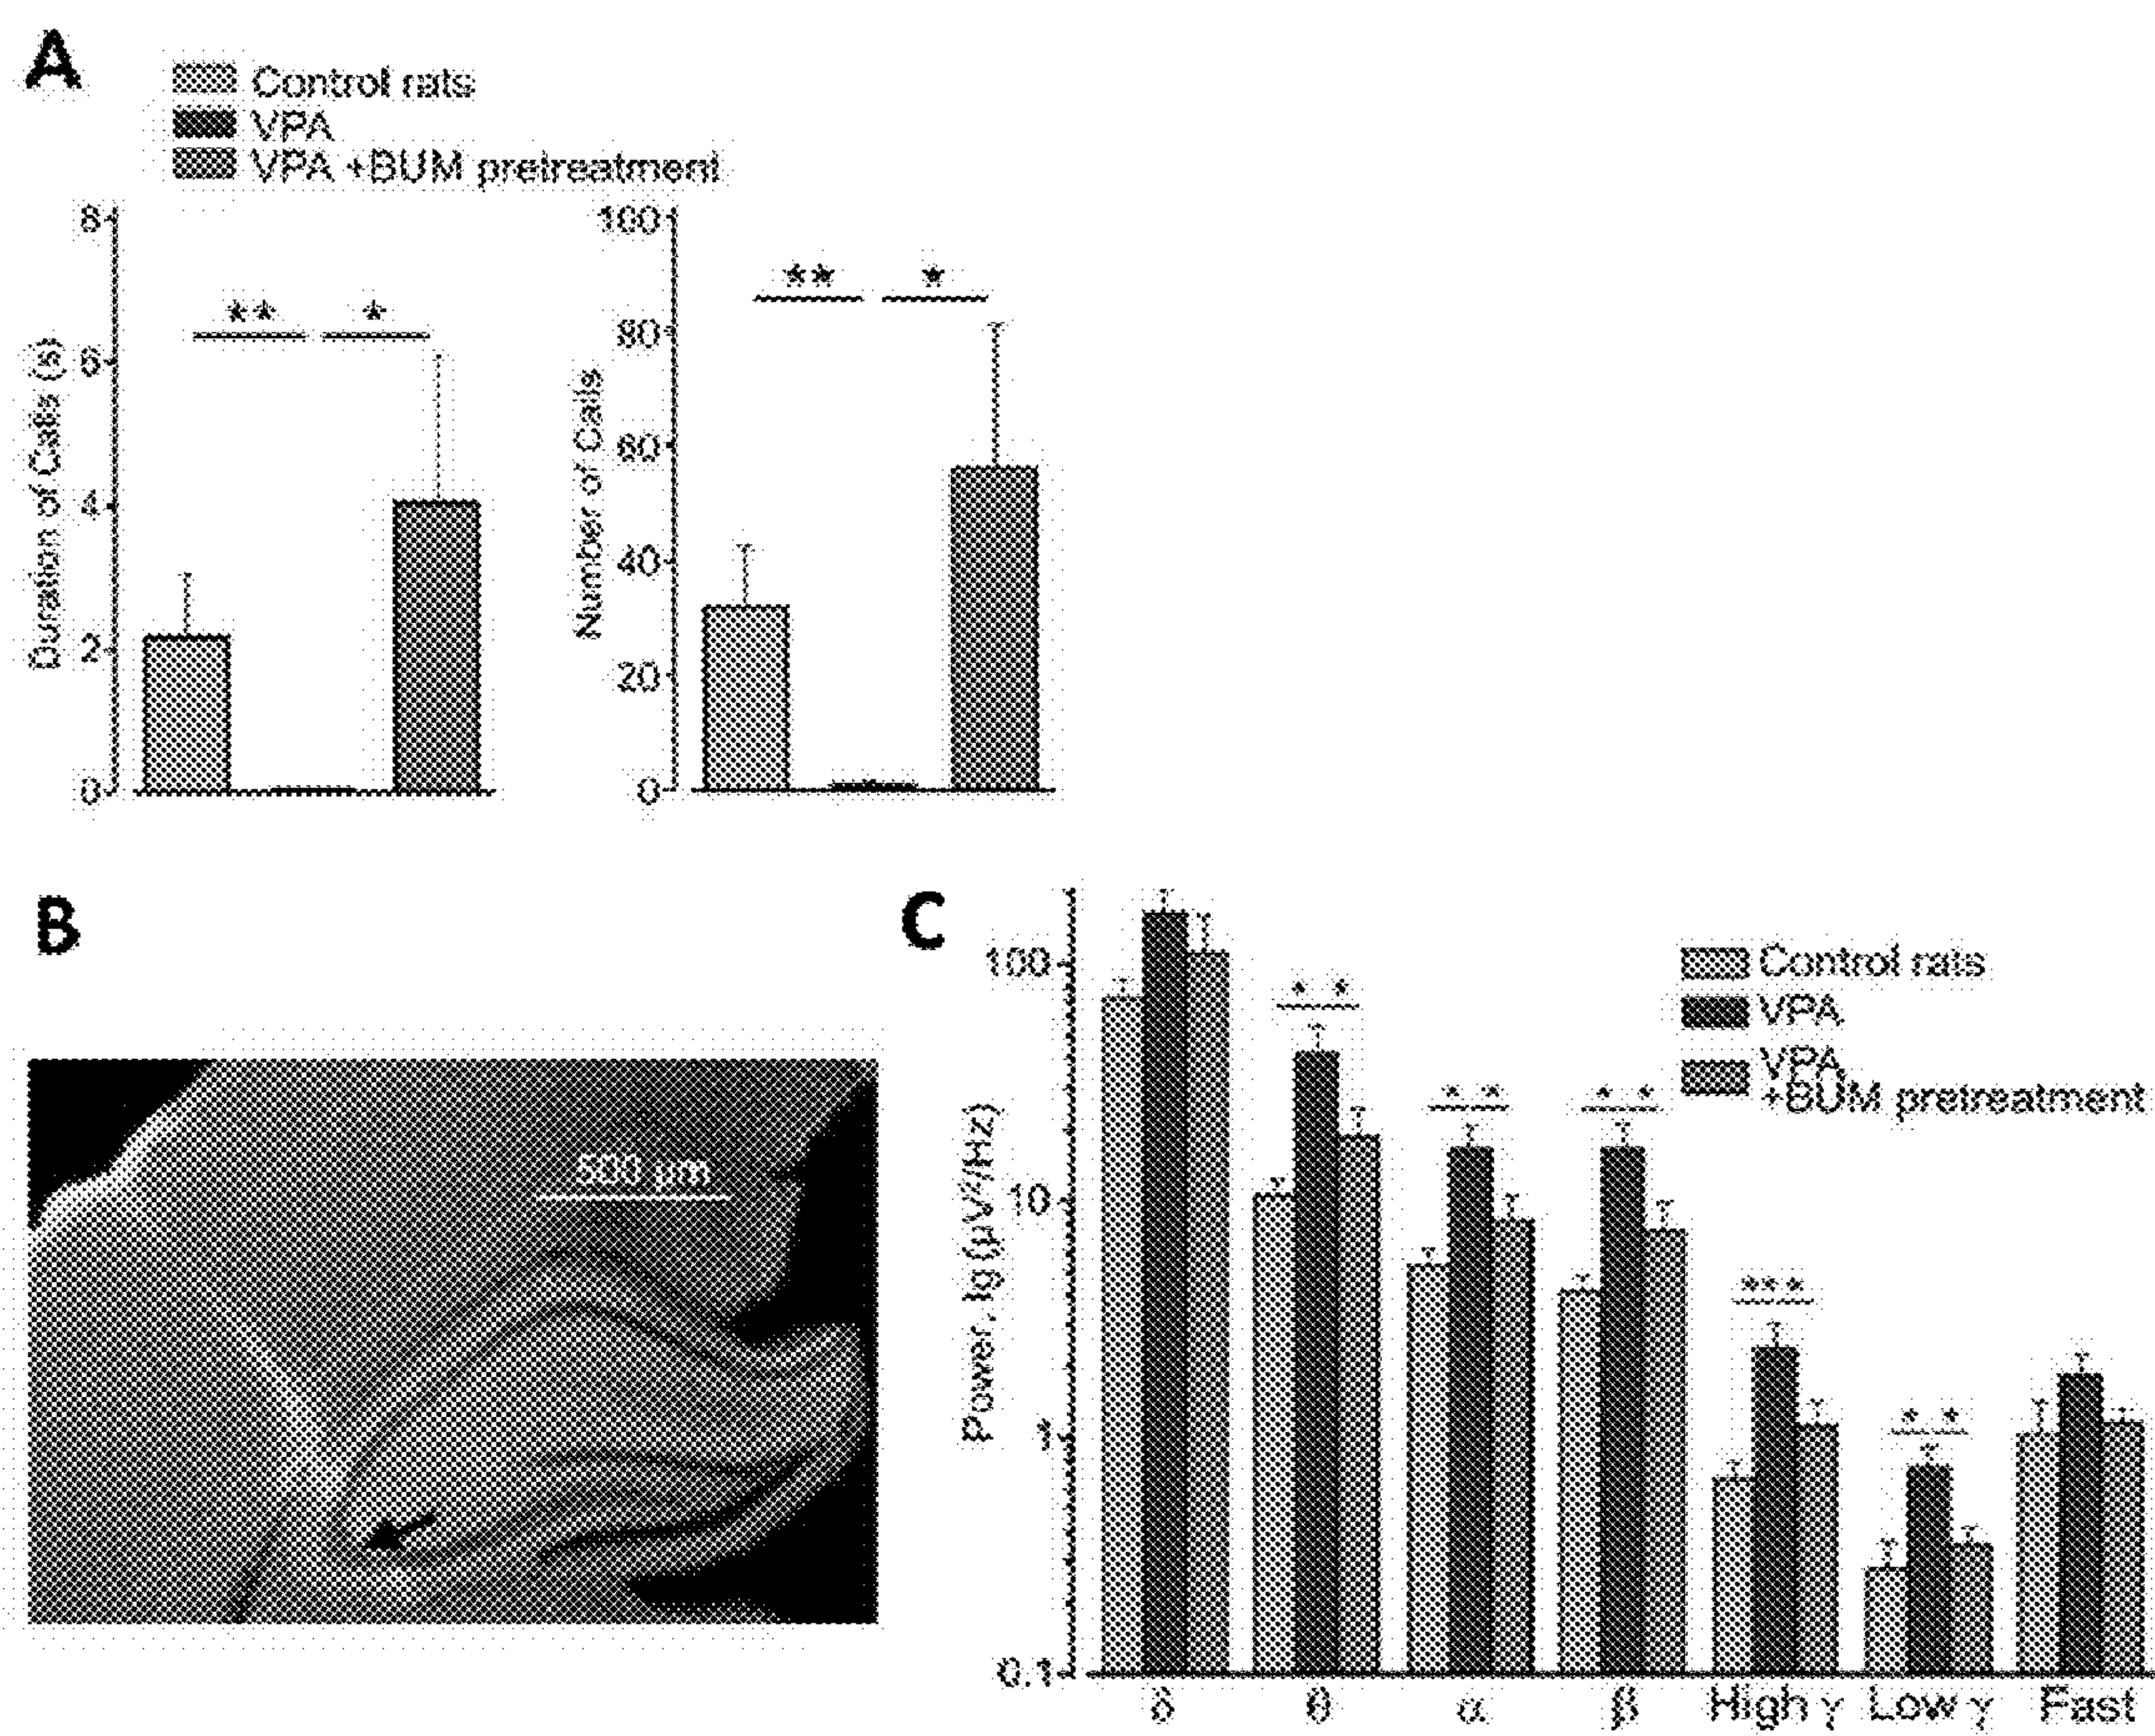 A
Control rats
VPA
VPA +BUM pretreatment
Duration of Calls (s)
8
6
4
2
0
** *
Number of Calls
100
80
60
40
20
0
** *
B
500 µm
C
Control rats
VPA
VPA
+BUM pretreatment
Power, lg (µV²/Hz)
100
10
1
0.1
* *
* *
* *
***
* *
δ θ α β High γ Low γ Fast